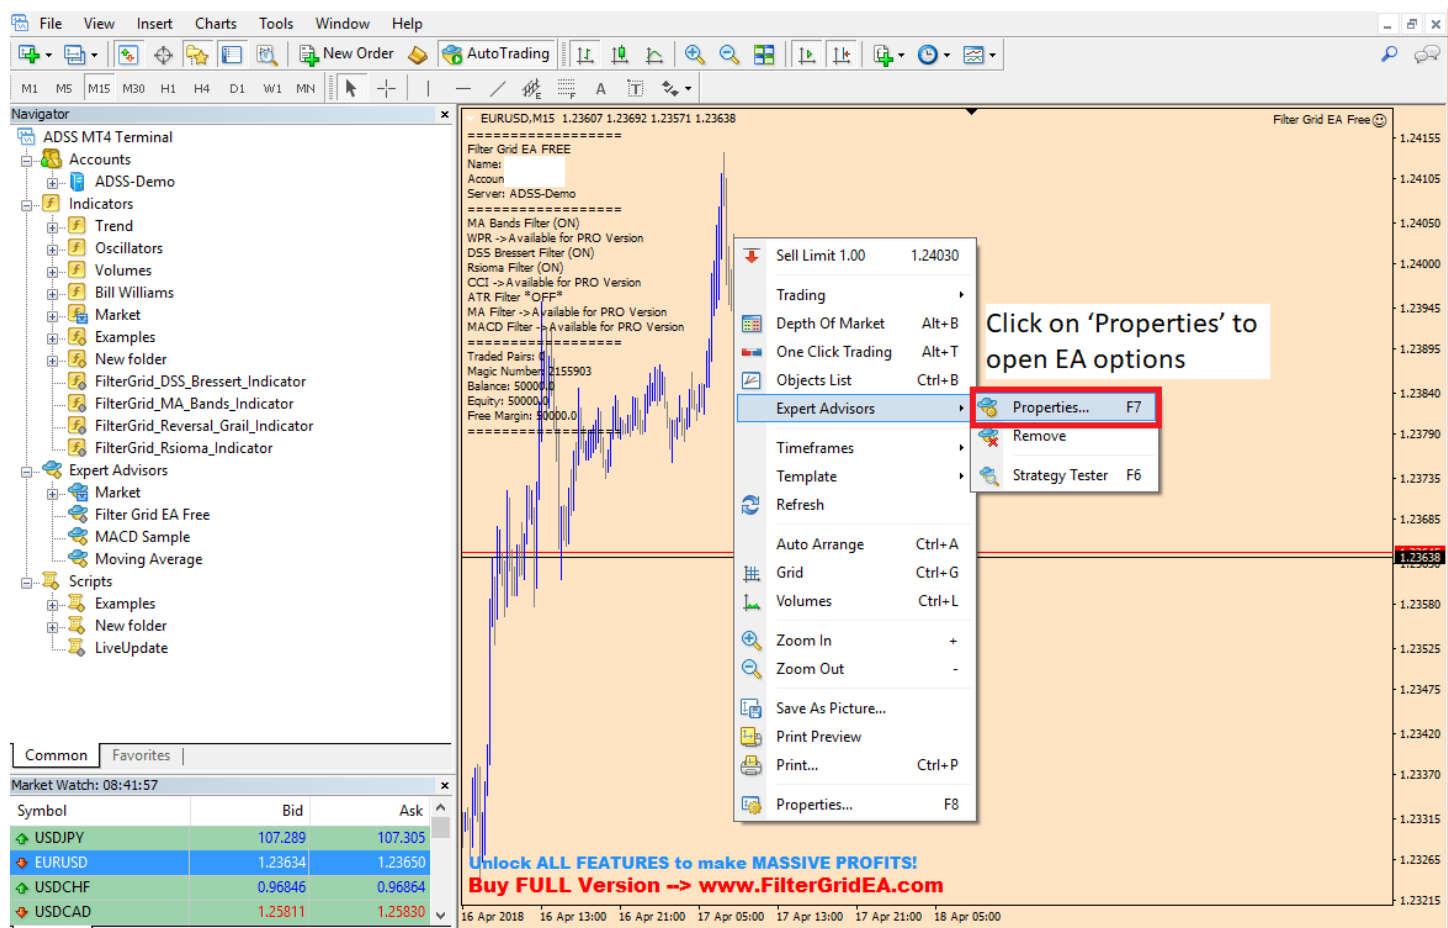 File View Insert Charts Tools Window Help
New Order AutoTrading
M1 M5 M15 M30 H1 H4 D1 W1 MN E F A T
Navigator
ADSS MT4 Terminal
Accounts
ADSS-Demo
Indicators
Trend
Oscillators
Volumes
Bill Williams
Market
Examples
New folder
FilterGrid_DSS_Bressert_Indicator
FilterGrid_MA_Bands_Indicator
FilterGrid_Reversal_Grail_Indicator
FilterGrid_Rsioma_Indicator
Expert Advisors
Market
Filter Grid EA Free
MACD Sample
Moving Average
Scripts
Examples
New folder
LiveUpdate
Common Favorites
Market Watch: 08:41:57
Symbol Bid Ask
USDJPY 107.289 107.305
EURUSD 1.23634 1.23650
USDCHF 0.96846 0.96864
USDCAD 1.25811 1.25830
EURUSD,M15 1.23607 1.23692 1.23571 1.23638
Filter Grid EA Free
====================
Filter Grid EA FREE
Name:
Accoun
Server: ADSS-Demo
====================
MA Bands Filter (ON)
WPR ->Available for PRO Version
DSS Bressert Filter (ON)
Rsioma Filter (ON)
CCI ->Available for PRO Version
ATR Filter *OFF*
MA Filter ->Available for PRO Version
MACD Filter ->Available for PRO Version
====================
Traded Pairs: 0
Magic Number: 2155903
Balance: 50000.0
Equity: 50000.0
Free Margin: 50000.0
====================
Sell Limit 1.00 1.24030
Trading
Depth Of Market Alt+B
One Click Trading Alt+T
Objects List Ctrl+B
Expert Advisors
Timeframes
Template
Refresh
Auto Arrange Ctrl+A
Grid Ctrl+G
Volumes Ctrl+L
Zoom In +
Zoom Out -
Save As Picture...
Print Preview
Print... Ctrl+P
Properties... F8
Click on ‘Properties’ to
open EA options
Properties... F7
Remove
Strategy Tester F6
1.24155
1.24105
1.24050
1.24000
1.23945
1.23895
1.23840
1.23790
1.23735
1.23685
1.23638
1.23580
1.23525
1.23475
1.23420
1.23370
1.23315
1.23265
1.23215
Unlock ALL FEATURES to make MASSIVE PROFITS!
Buy FULL Version --> www.FilterGridEA.com
16 Apr 2018 16 Apr 13:00 16 Apr 21:00 17 Apr 05:00 17 Apr 13:00 17 Apr 21:00 18 Apr 05:00